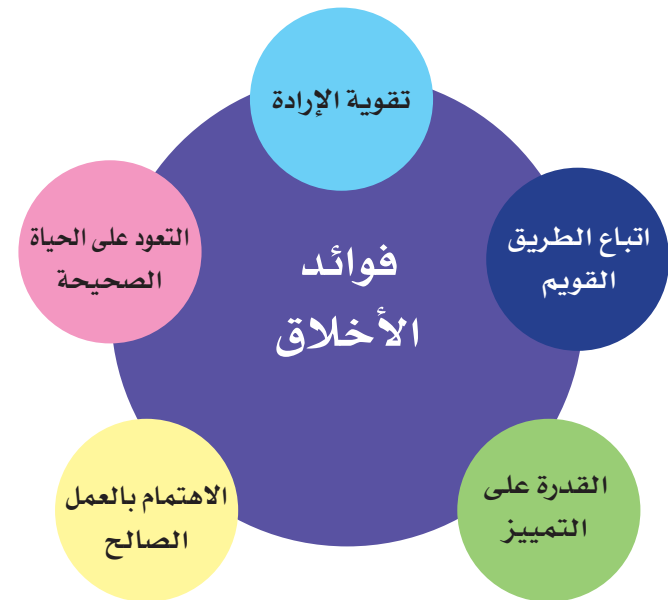 تقوية الإرادة
اتباع الطريق
القويم
التعود على الحياة
الصحيحة
فوائد
الأخلاق
القدرة على
التمييز
الاهتمام بالعمل
الصالح